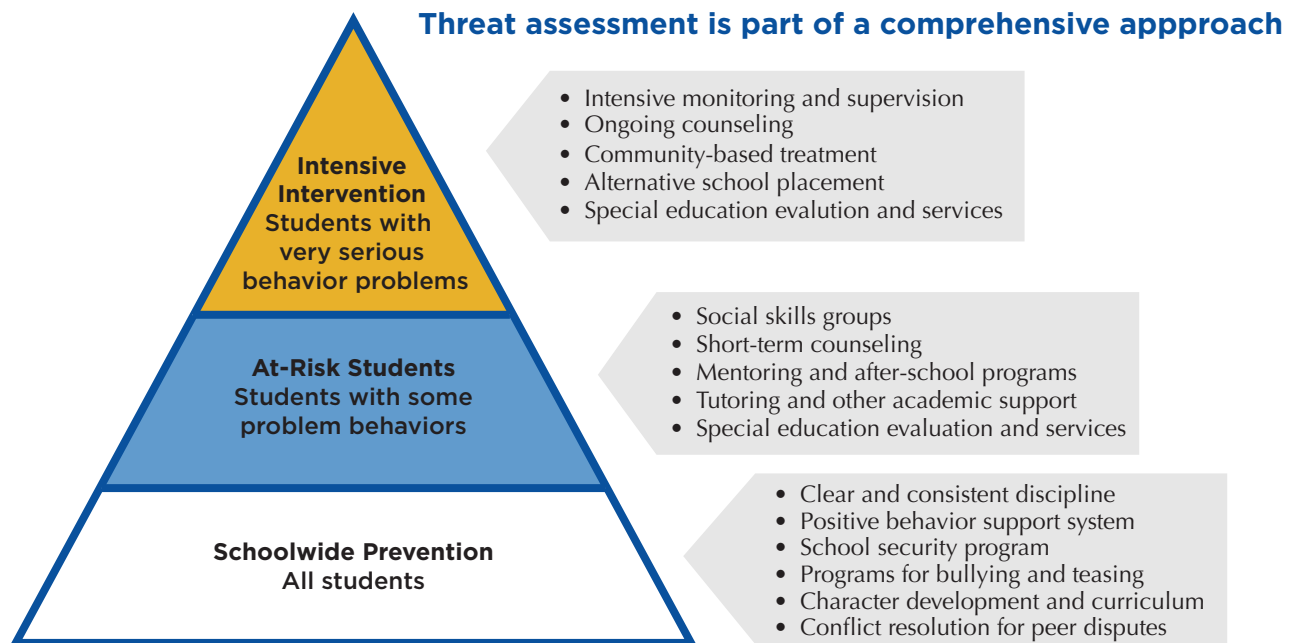 Threat assessment is part of a comprehensive appproach
Intensive
Intervention
Students with
very serious
behavior problems
• Intensive monitoring and supervision
• Ongoing counseling
• Community-based treatment
• Alternative school placement
• Special education evalution and services
At-Risk Students
Students with some
problem behaviors
• Social skills groups
• Short-term counseling
• Mentoring and after-school programs
• Tutoring and other academic support
• Special education evaluation and services
Schoolwide Prevention
All students
• Clear and consistent discipline
• Positive behavior support system
• School security program
• Programs for bullying and teasing
• Character development and curriculum
• Conflict resolution for peer disputes